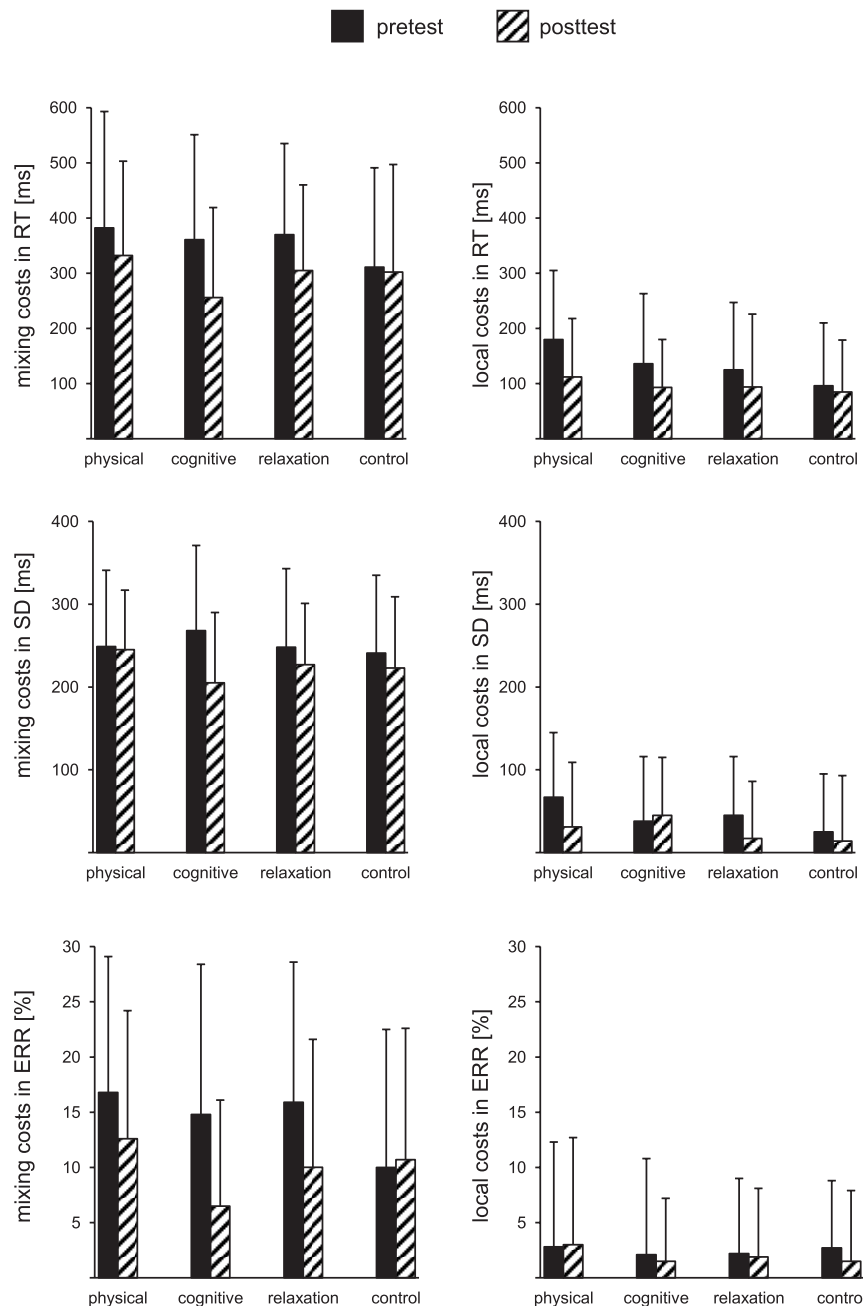 pretest posttest
mixing costs in RT [ms]
600
500
400
300
200
100
physical cognitive relaxation control
local costs in RT [ms]
600
500
400
300
200
100
physical cognitive relaxation control
mixing costs in SD [ms]
400
300
200
100
physical cognitive relaxation control
local costs in SD [ms]
400
300
200
100
physical cognitive relaxation control
mixing costs in ERR [%]
30
25
20
15
10
5
physical cognitive relaxation control
local costs in ERR [%]
30
25
20
15
10
5
physical cognitive relaxation control